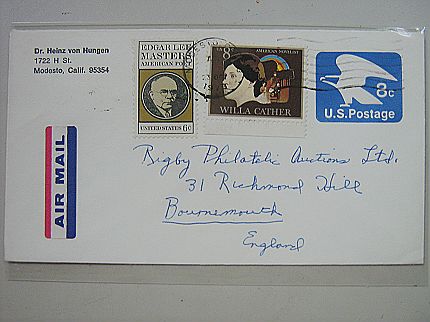 Dr. Heinz von Hungen
1722 H St.
Modesto, Calif. 95354
EDGAR LEE
MASTERS
AMERICAN POET
UNITED STATES 6c
U.S. 8c
AMERICAN NOVELIST
WILLA CATHER
8c
U.S. Postage
AIR MAIL
Rigby Philatelic Auctions Ltd.
31 Richmond Hill
Bournemouth
England